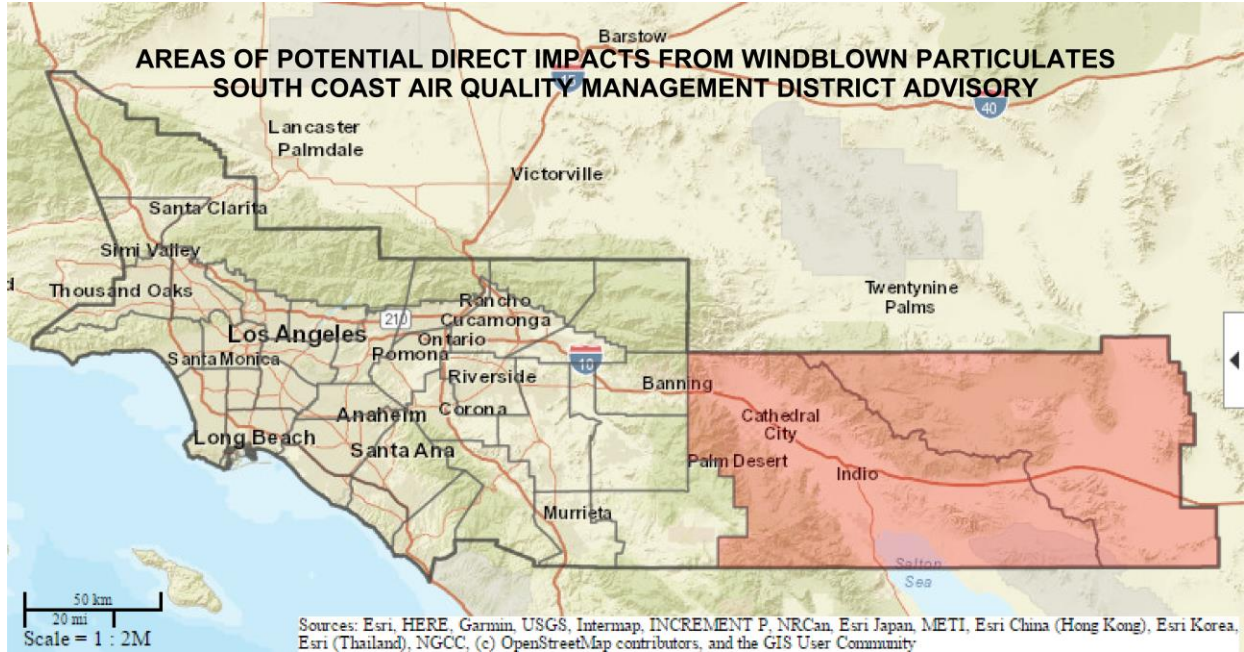 Barstow
AREAS OF POTENTIAL DIRECT IMPACTS FROM WINDBLOWN PARTICULATES
SOUTH COAST AIR QUALITY MANAGEMENT DISTRICT ADVISORY
15
40
Lancaster
Palmdale
Victorville
Santa Clarita
Simi Valley
Thousand Oaks
d
Twentynine
Palms
Rancho
Cucamonga
210
Los Angeles
Ontario
Pomona
Santa Monica
10
Riverside
Banning
Anaheim
Corona
Cathedral
City
Long Beach
Santa Ana
Palm Desert
Indio
Murrieta
Salton
Sea
50 km
20 mi
Scale = 1 : 2M
Sources: Esri, HERE, Garmin, USGS, Intermap, INCREMENT P, NRCan, Esri Japan, METI, Esri China (Hong Kong), Esri Korea,
Esri (Thailand), NGCC, (c) OpenStreetMap contributors, and the GIS User Community